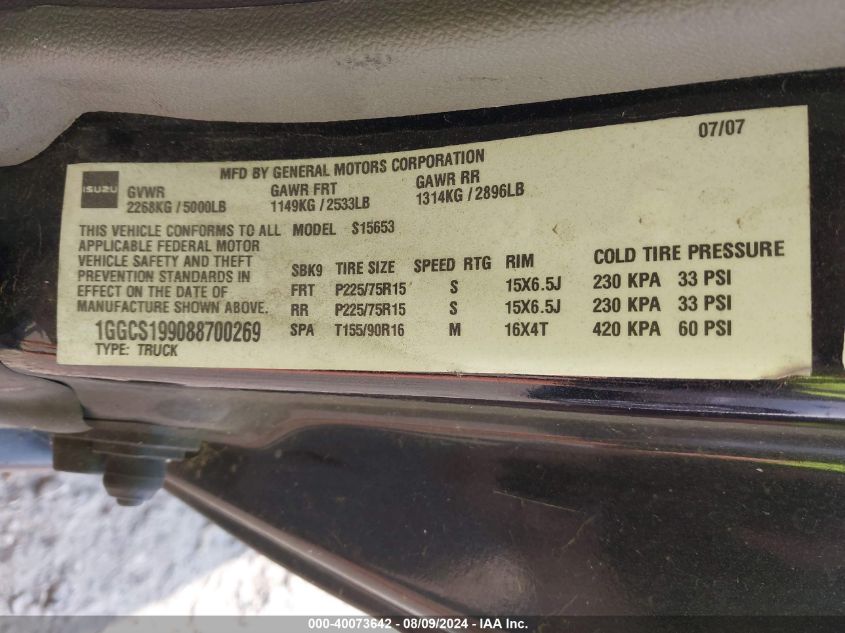 07/07
MFD BY GENERAL MOTORS CORPORATION
ISUZU
GVWR GAWR FRT GAWR RR
2268KG / 5000LB 1149KG / 2533LB 1314KG / 2896LB
THIS VEHICLE CONFORMS TO ALL
APPLICABLE FEDERAL MOTOR
VEHICLE SAFETY AND THEFT
PREVENTION STANDARDS IN
EFFECT ON THE DATE OF
MANUFACTURE SHOWN ABOVE.
1GGCS199088700269
TYPE: TRUCK
MODEL S15653
SBK9 TIRE SIZE SPEED RTG RIM COLD TIRE PRESSURE
FRT P225/75R15 S 15X6.5J 230 KPA 33 PSI
RR P225/75R15 S 15X6.5J 230 KPA 33 PSI
SPA T155/90R16 M 16X4T 420 KPA 60 PSI
000-40073642 - 08/09/2024 - IAA Inc.